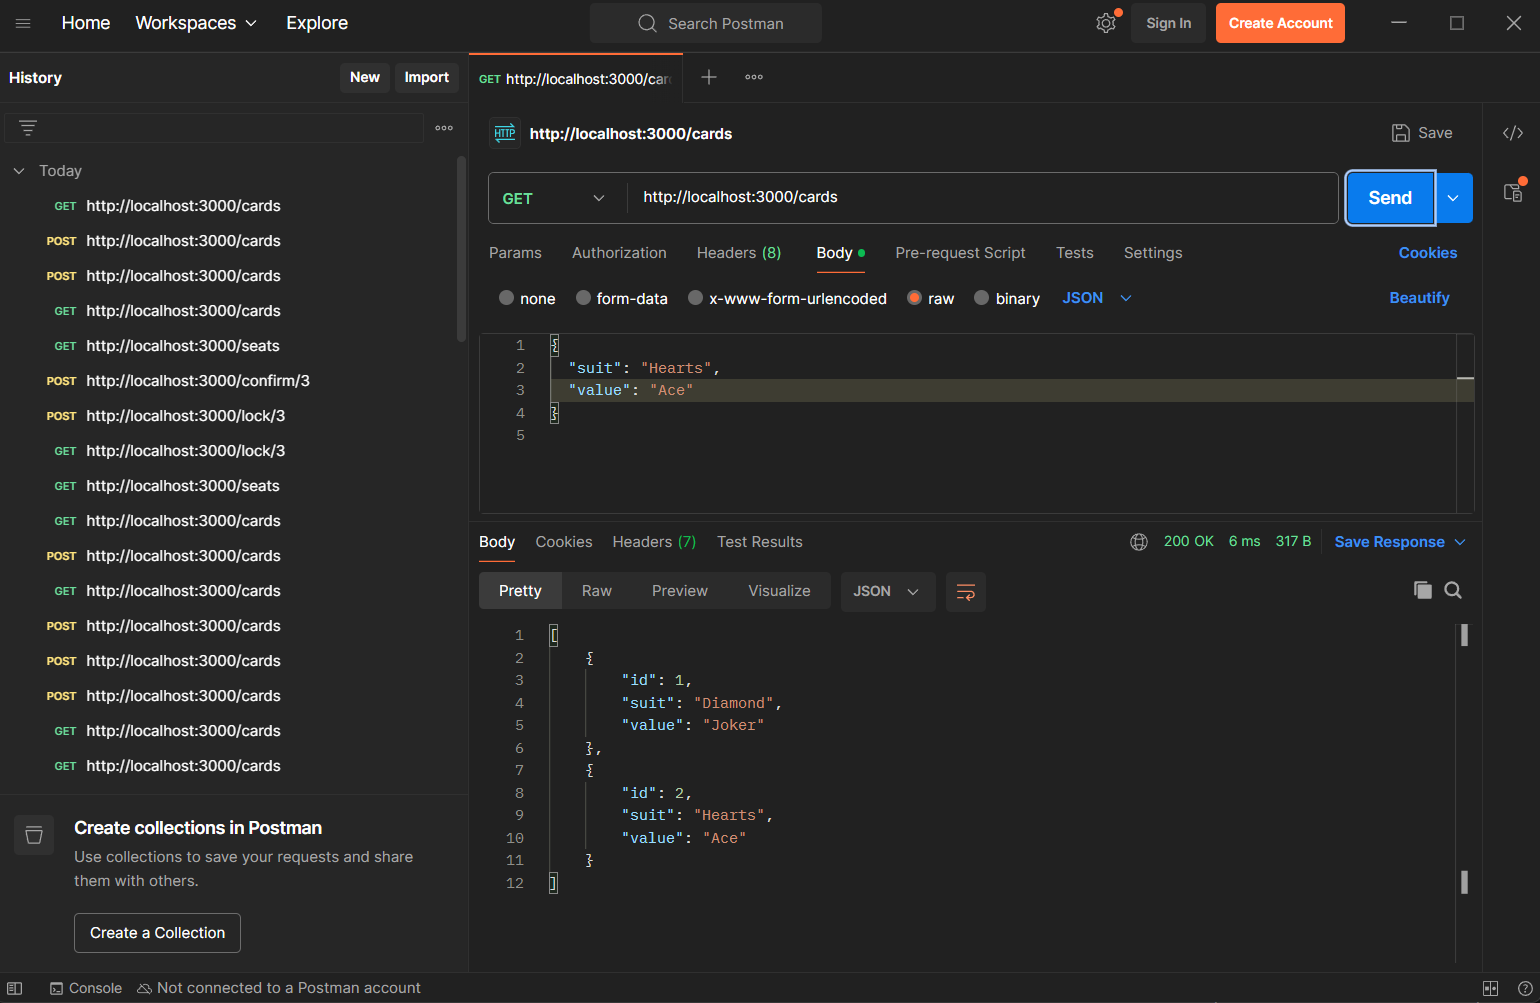 Home Workspaces Explore Search Postman Sign In Create Account
History New Import
GET http://localhost:3000/car
HTTP http://localhost:3000/cards Save
Today
GET http://localhost:3000/cards
POST http://localhost:3000/cards
POST http://localhost:3000/cards
GET http://localhost:3000/cards
GET http://localhost:3000/seats
POST http://localhost:3000/confirm/3
POST http://localhost:3000/lock/3
GET http://localhost:3000/lock/3
GET http://localhost:3000/seats
GET http://localhost:3000/cards
POST http://localhost:3000/cards
GET http://localhost:3000/cards
POST http://localhost:3000/cards
POST http://localhost:3000/cards
POST http://localhost:3000/cards
GET http://localhost:3000/cards
GET http://localhost:3000/cards
Create collections in Postman
Use collections to save your requests and share
them with others.
Create a Collection
GET http://localhost:3000/cards Send
Params Authorization Headers (8) Body Pre-request Script Tests Settings Cookies
none form-data x-www-form-urlencoded raw binary JSON Beautify
1 {
2 "suit": "Hearts",
3 "value": "Ace"
4 }
5
Body Cookies Headers (7) Test Results 200 OK 6 ms 317 B Save Response
Pretty Raw Preview Visualize JSON
1 [
2 {
3 "id": 1,
4 "suit": "Diamond",
5 "value": "Joker"
6 },
7 {
8 "id": 2,
9 "suit": "Hearts",
10 "value": "Ace"
11 }
12 ]
Console Not connected to a Postman account